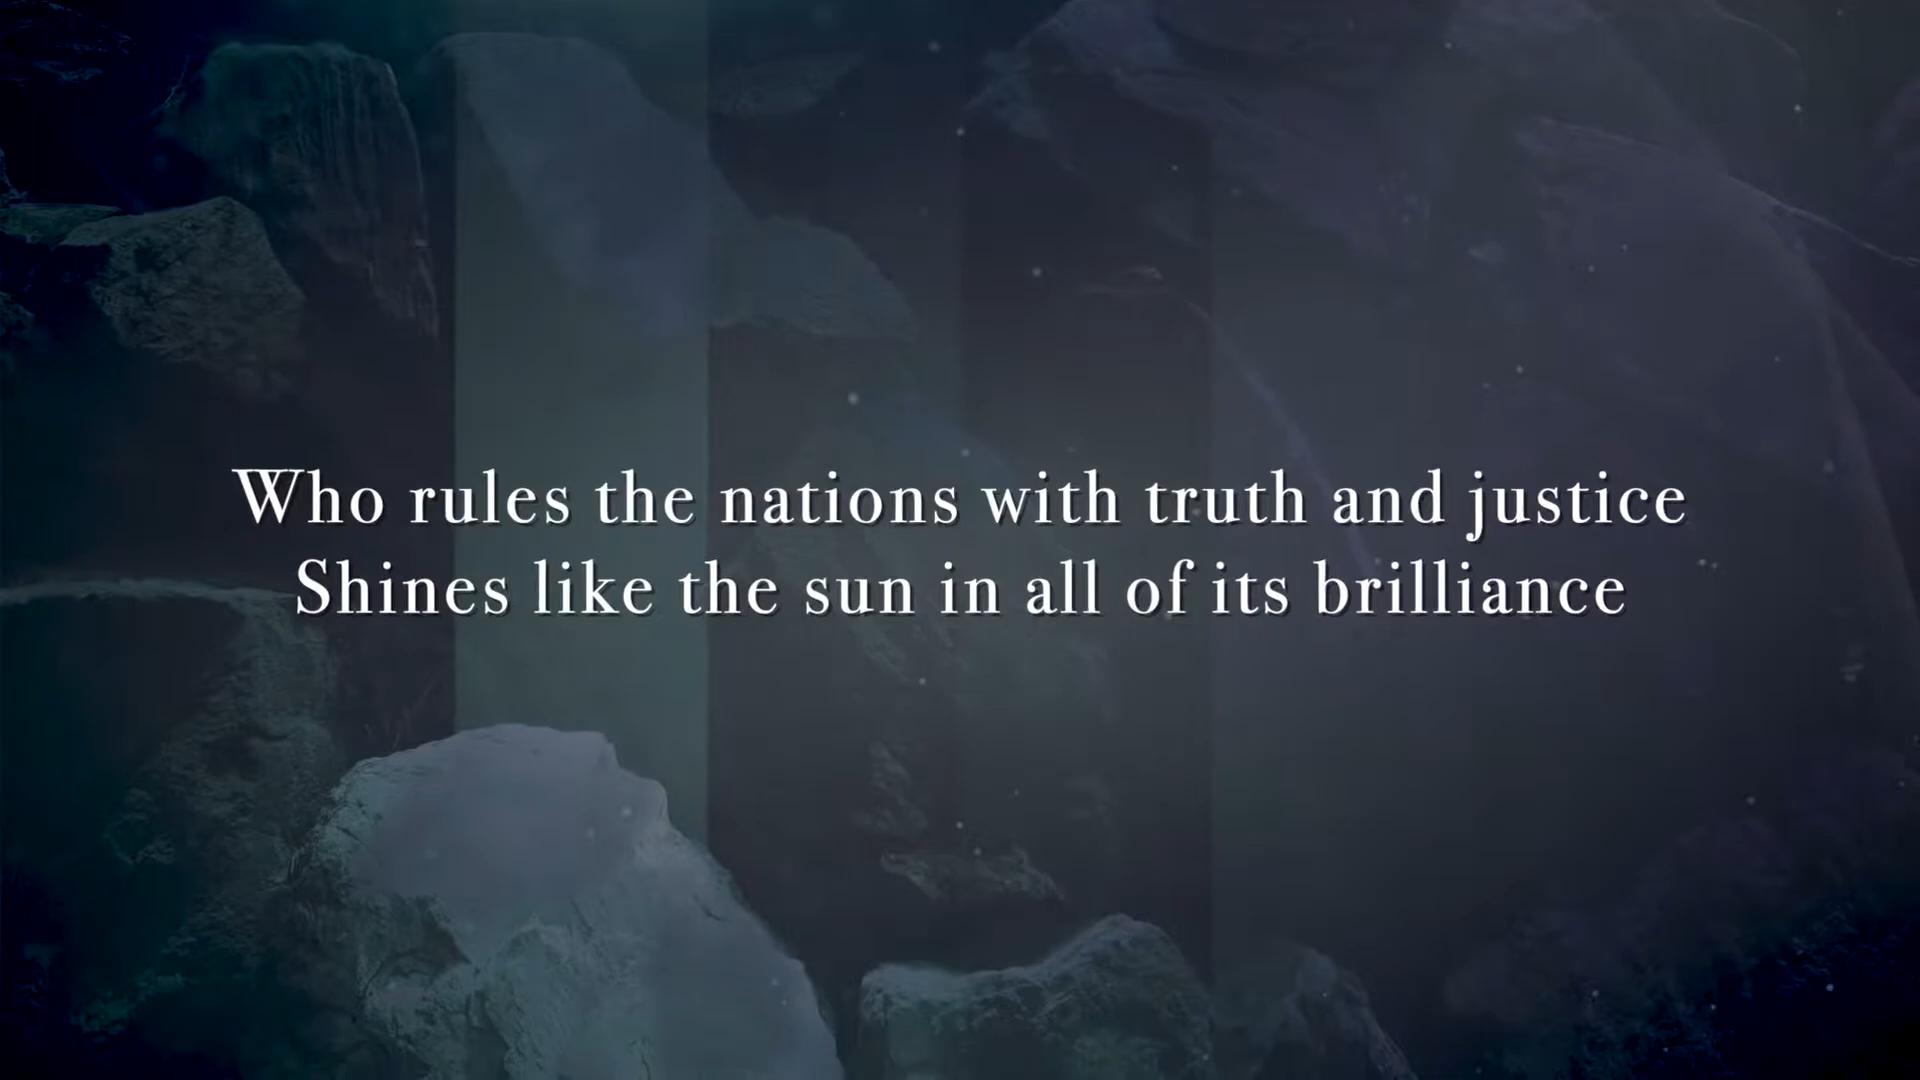 Who rules the nations with truth and justice
Shines like the sun in all of its brilliance